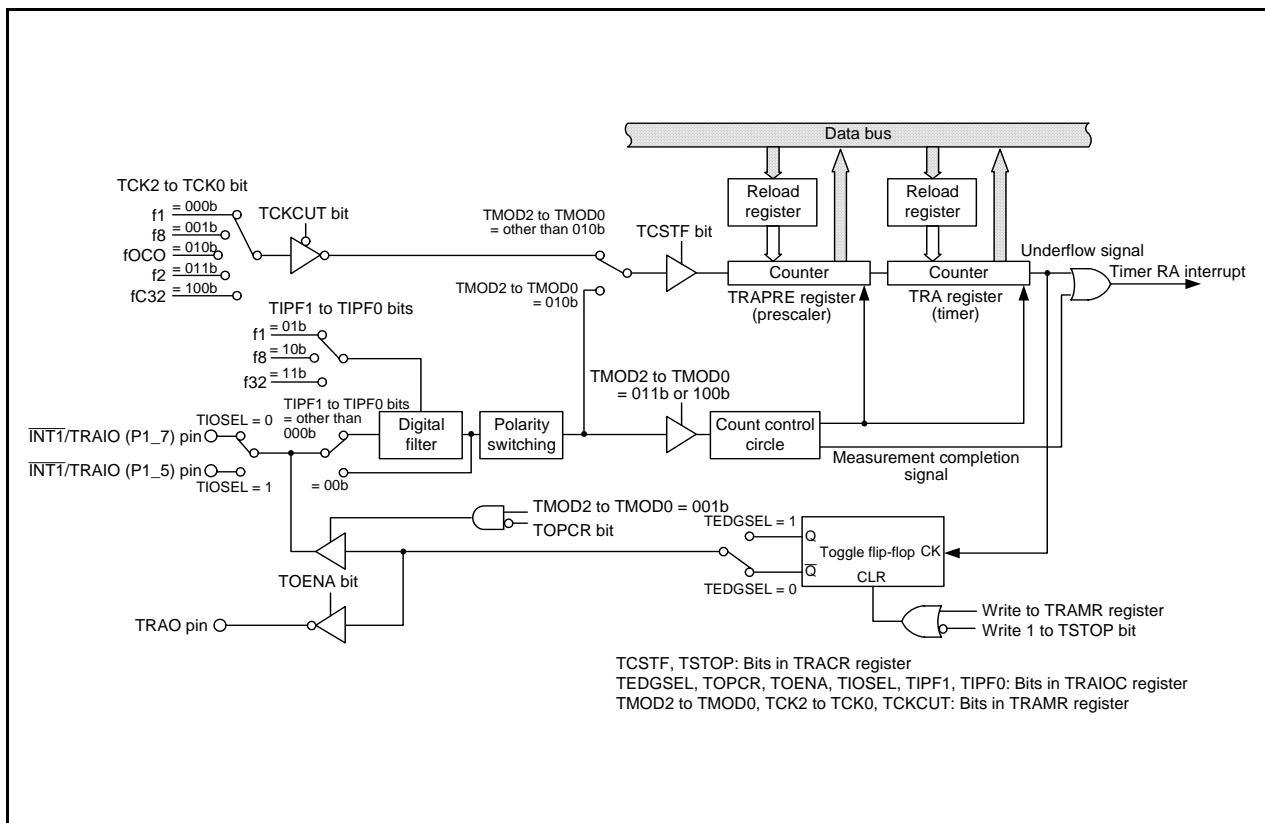 Data bus
TCK2 to TCK0 bit
f1 = 000b
f8 = 001b
fOCO = 010b
f2 = 011b
fC32 = 100b
TCKCUT bit
TMOD2 to TMOD0
= other than 010b
TMOD2 to TMOD0
= 010b
TCSTF bit
Reload
register
Reload
register
Counter
TRAPRE register
(prescaler)
Counter
TRA register
(timer)
Underflow signal
Timer RA interrupt
TIPF1 to TIPF0 bits
f1 = 01b
f8 = 10b
f32 = 11b
TIOSEL = 0
INT1/TRAIO (P1_7) pin
INT1/TRAIO (P1_5) pin
TIOSEL = 1
TIPF1 to TIPF0 bits
= other than
000b
= 00b
Digital
filter
Polarity
switching
TMOD2 to TMOD0
= 011b or 100b
Count control
circle
Measurement completion
signal
TMOD2 to TMOD0 = 001b
TOPCR bit
TOENA bit
TRAO pin
TEDGSEL = 1
TEDGSEL = 0
Q
Toggle flip-flop CK
Q
CLR
Write to TRAMR register
Write 1 to TSTOP bit
TCSTF, TSTOP: Bits in TRACR register
TEDGSEL, TOPCR, TOENA, TIOSEL, TIPF1, TIPF0: Bits in TRAIOC register
TMOD2 to TMOD0, TCK2 to TCK0, TCKCUT: Bits in TRAMR register